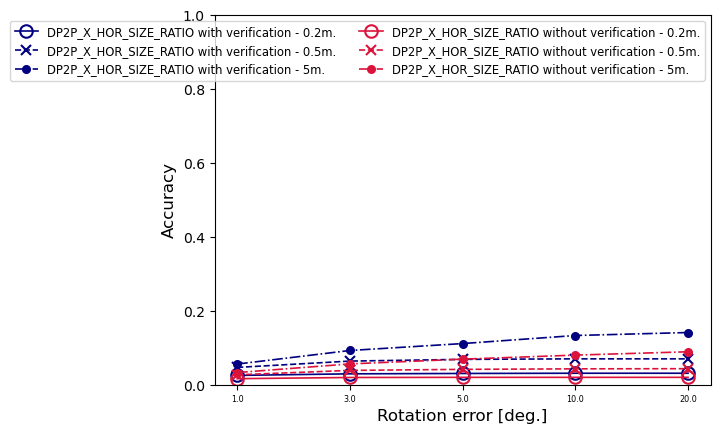 1.0
DP2P_X_HOR_SIZE_RATIO with verification - 0.2m.
DP2P_X_HOR_SIZE_RATIO with verification - 0.5m.
DP2P_X_HOR_SIZE_RATIO with verification - 5m.
DP2P_X_HOR_SIZE_RATIO without verification - 0.2m.
DP2P_X_HOR_SIZE_RATIO without verification - 0.5m.
DP2P_X_HOR_SIZE_RATIO without verification - 5m.
0.8
0.6
0.4
0.2
0.0
Accuracy
1.0 3.0 5.0 10.0 20.0
Rotation error [deg.]